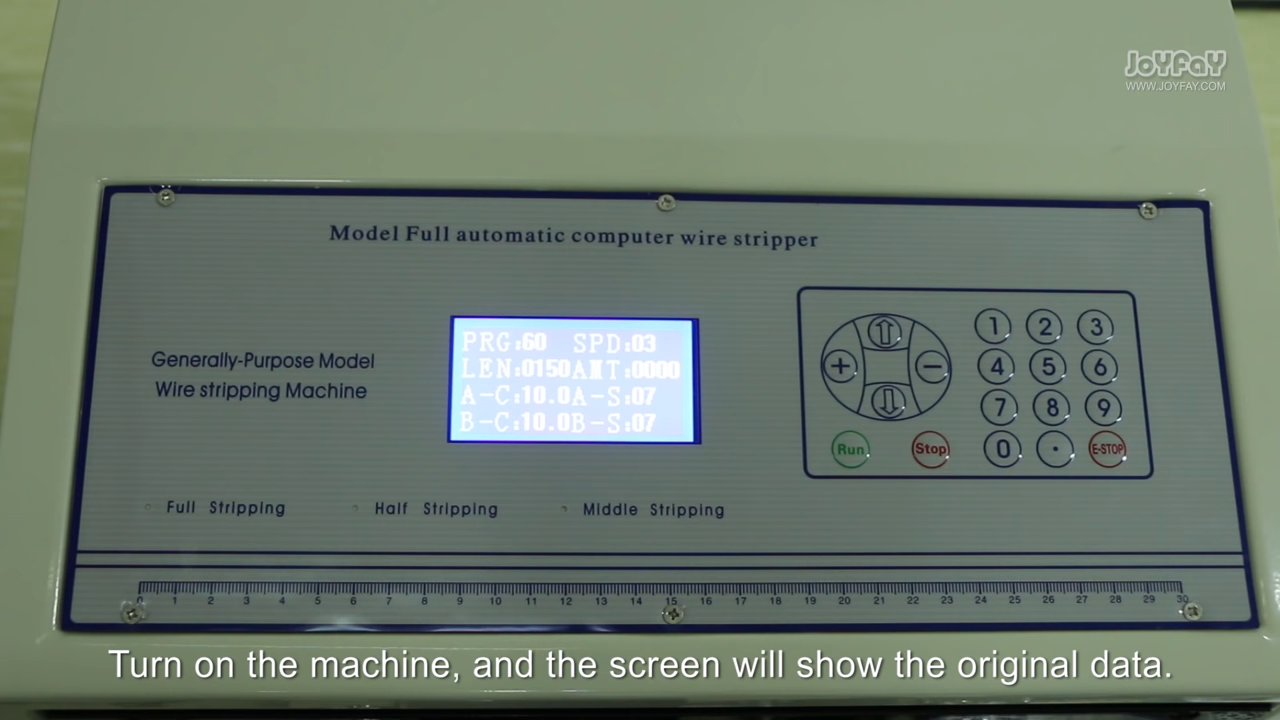 JoYFaY
WWW.JOYFAY.COM
Model Full automatic computer wire stripper
Generally-Purpose Model
Wire stripping Machine
PRG:60 SPD:03
LEN:0150AMT:0000
A-C:10.0A-S:07
B-C:10.0B-S:07
1 2 3
+ - 4 5 6
7 8 9
Run Stop 0 . E-STOP
Full Stripping Half Stripping Middle Stripping
0 1 2 3 4 5 6 7 8 9 10 11 12 13 14 15 16 17 18 19 20 21 22 23 24 25 26 27 28 29 30
Turn on the machine, and the screen will show the original data.